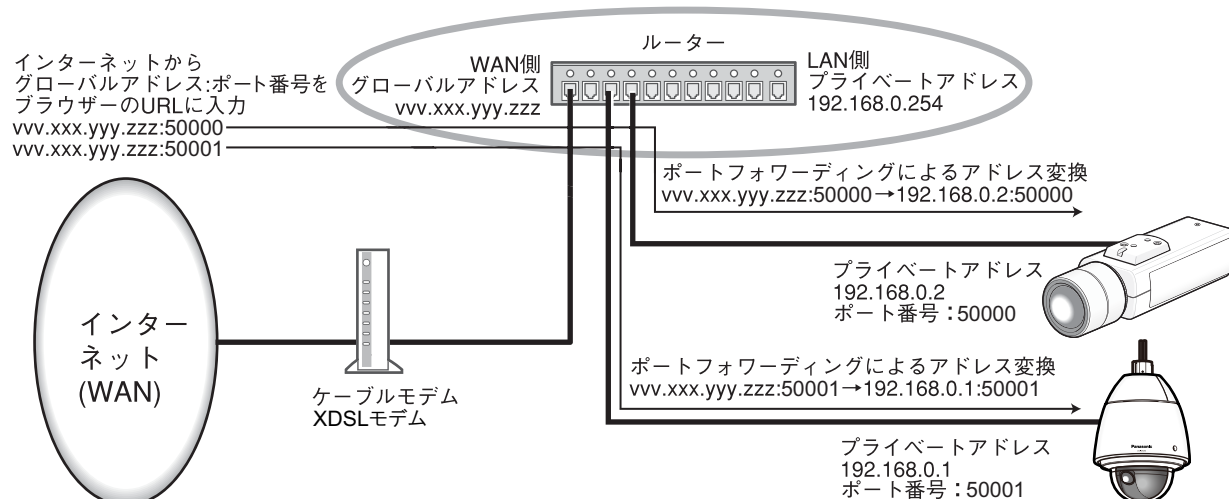 ルーター
インターネットから
グローバルアドレス:ポート番号を
ブラウザーのURLに入力
vvv.xxx.yyy.zzz:50000
vvv.xxx.yyy.zzz:50001
WAN側
グローバルアドレス
vvv.xxx.yyy.zzz
LAN側
プライベートアドレス
192.168.0.254
ポートフォワーディングによるアドレス変換
vvv.xxx.yyy.zzz:50000→192.168.0.2:50000
プライベートアドレス
192.168.0.2
ポート番号：50000
インター
ネット
(WAN)
ケーブルモデム
XDSLモデム
ポートフォワーディングによるアドレス変換
vvv.xxx.yyy.zzz:50001→192.168.0.1:50001
プライベートアドレス
192.168.0.1
ポート番号：50001
Panasonic